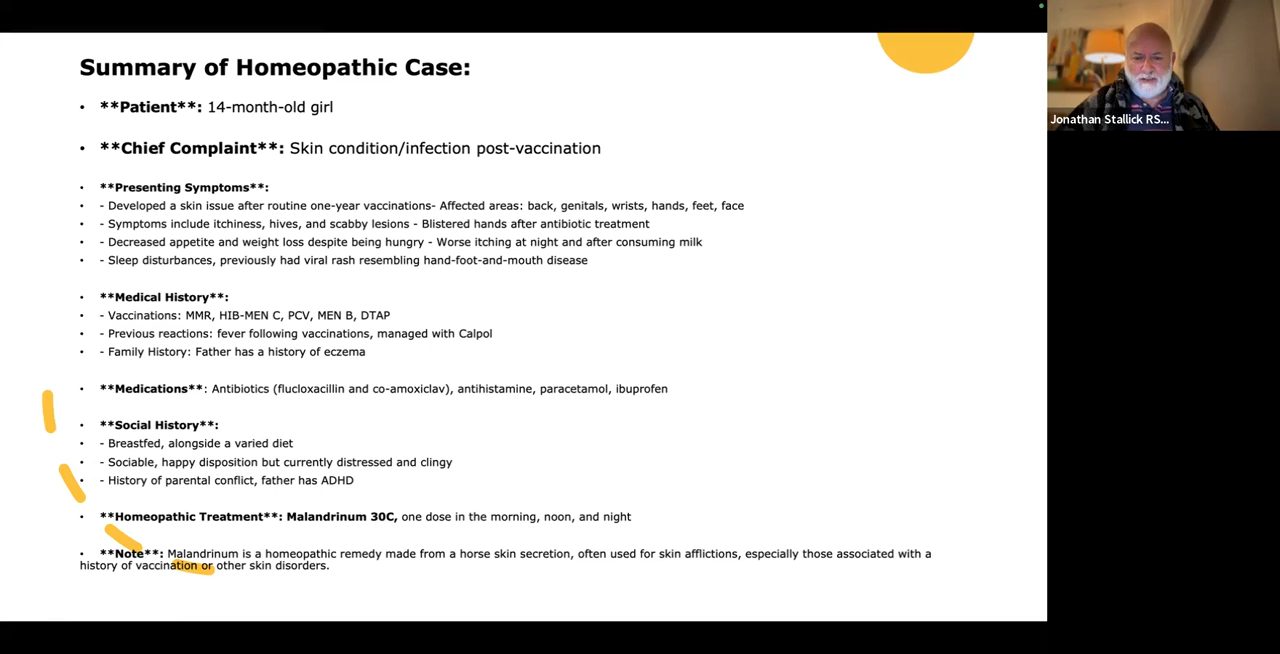 Summary of Homeopathic Case:
• **Patient**: 14-month-old girl
• **Chief Complaint**: Skin condition/infection post-vaccination
• **Presenting Symptoms**:
• - Developed a skin issue after routine one-year vaccinations- Affected areas: back, genitals, wrists, hands, feet, face
• - Symptoms include itchiness, hives, and scabby lesions - Blistered hands after antibiotic treatment
• - Decreased appetite and weight loss despite being hungry - Worse itching at night and after consuming milk
• - Sleep disturbances, previously had viral rash resembling hand-foot-and-mouth disease
• **Medical History**:
• - Vaccinations: MMR, HIB-MEN C, PCV, MEN B, DTAP
• - Previous reactions: fever following vaccinations, managed with Calpol
• - Family History: Father has a history of eczema
• **Medications**: Antibiotics (flucloxacillin and co-amoxiclav), antihistamine, paracetamol, ibuprofen
• **Social History**:
• - Breastfed, alongside a varied diet
• - Sociable, happy disposition but currently distressed and clingy
• - History of parental conflict, father has ADHD
• **Homeopathic Treatment**: Malandrinum 30C, one dose in the morning, noon, and night
• **Note**: Malandrinum is a homeopathic remedy made from a horse skin secretion, often used for skin afflictions, especially those associated with a
history of vaccination or other skin disorders.
Jonathan Stallick RS...